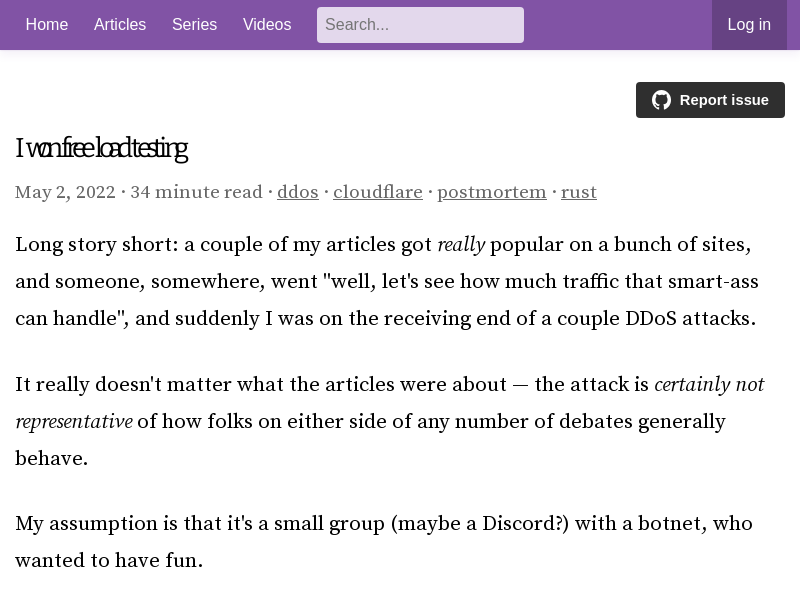 Home Articles Series Videos Search... Log in
Report issue
I won free load testing
May 2, 2022 · 34 minute read · ddos · cloudflare · postmortem · rust
Long story short: a couple of my articles got really popular on a bunch of sites,
and someone, somewhere, went "well, let's see how much traffic that smart-ass
can handle", and suddenly I was on the receiving end of a couple DDoS attacks.
It really doesn't matter what the articles were about — the attack is certainly not
representative of how folks on either side of any number of debates generally
behave.
My assumption is that it's a small group (maybe a Discord?) with a botnet, who
wanted to have fun.